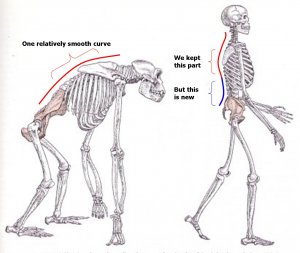 One relatively smooth curve
We kept
this part
But this
is new